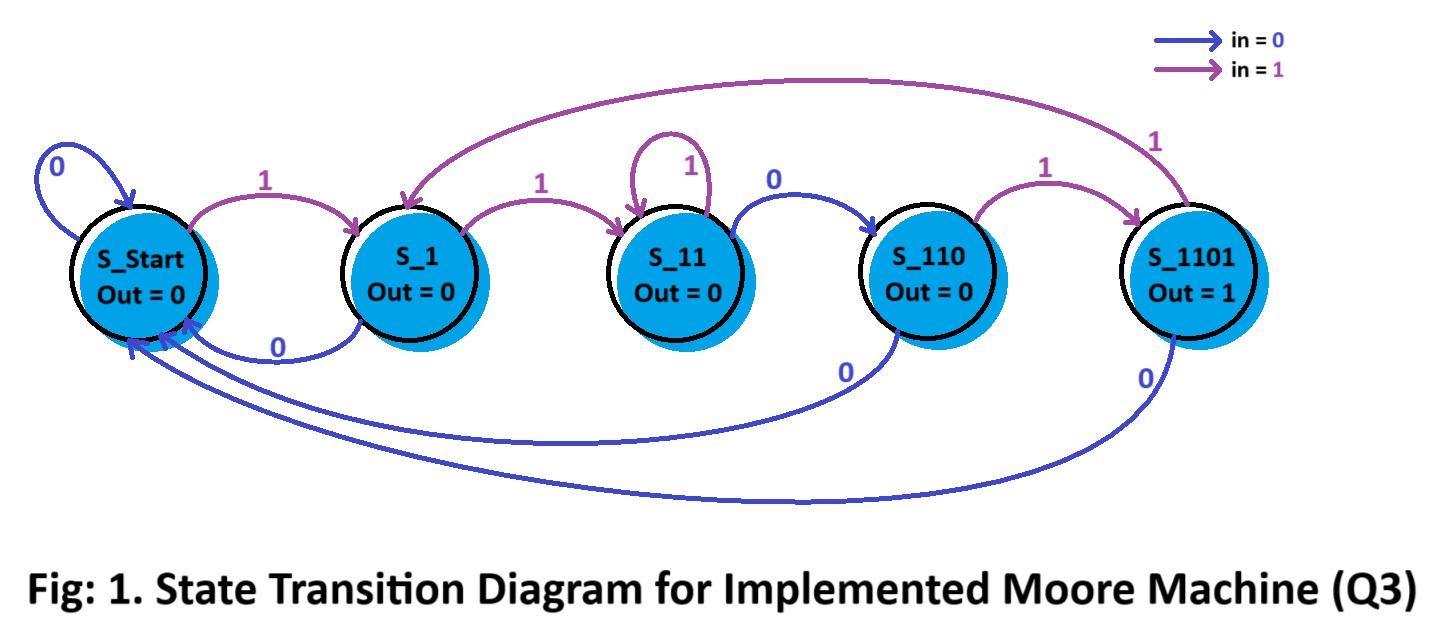 in = 0
in = 1
0
1
1
1
0
1
1
S_Start
Out = 0
S_1
Out = 0
S_11
Out = 0
S_110
Out = 0
S_1101
Out = 1
0
0
0
Fig: 1. State Transition Diagram for Implemented Moore Machine (Q3)